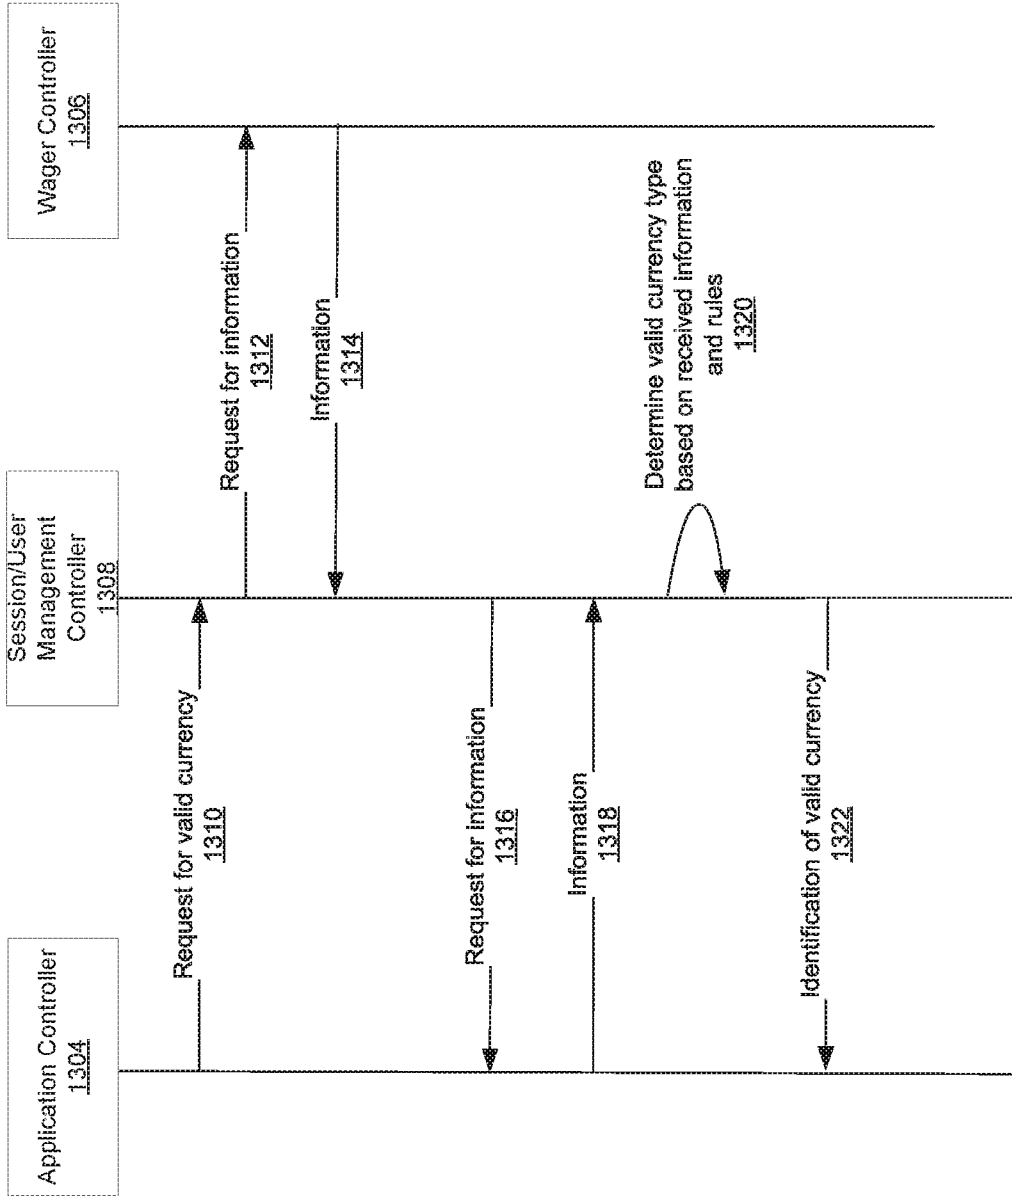 Application Controller
1304
Session/User
Management
Controller
1308
Wager Controller
1306
Request for valid currency
1310
Request for information
1312
Information
1314
Request for information
1316
Information
1318
Determine valid currency type
based on received information
and rules
1320
Identification of valid currency
1322